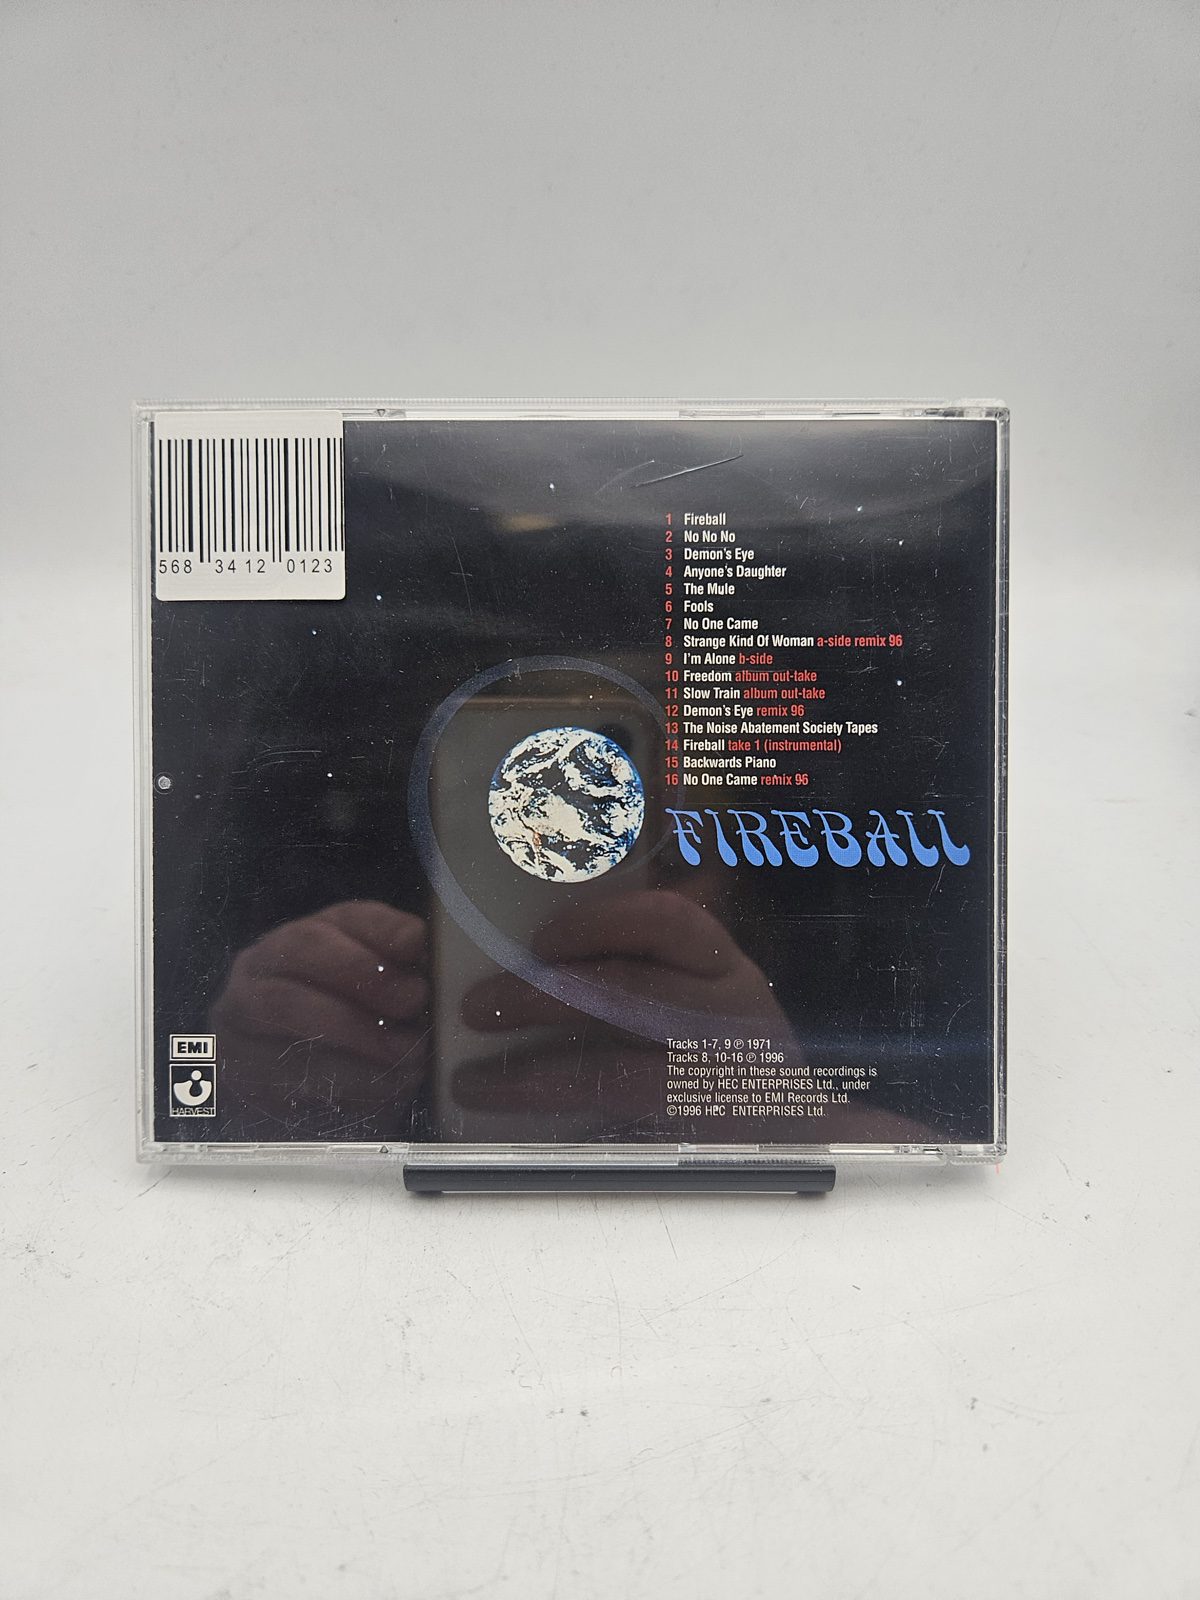 568 3412 0123
1 Fireball
2 No No No
3 Demon's Eye
4 Anyone's Daughter
5 The Mule
6 Fools
7 No One Came
8 Strange Kind Of Woman a-side remix 96
9 I'm Alone b-side
10 Freedom album out-take
11 Slow Train album out-take
12 Demon's Eye remix 96
13 The Noise Abatement Society Tapes
14 Fireball take 1 (instrumental)
15 Backwards Piano
16 No One Came remix 96
FIREBALL
EMI
HARVEST
Tracks 1-7, 9 ℗ 1971
Tracks 8, 10-16 ℗ 1996
The copyright in these sound recordings is
owned by HEC ENTERPRISES Ltd., under
exclusive license to EMI Records Ltd.
©1996 HEC ENTERPRISES Ltd.